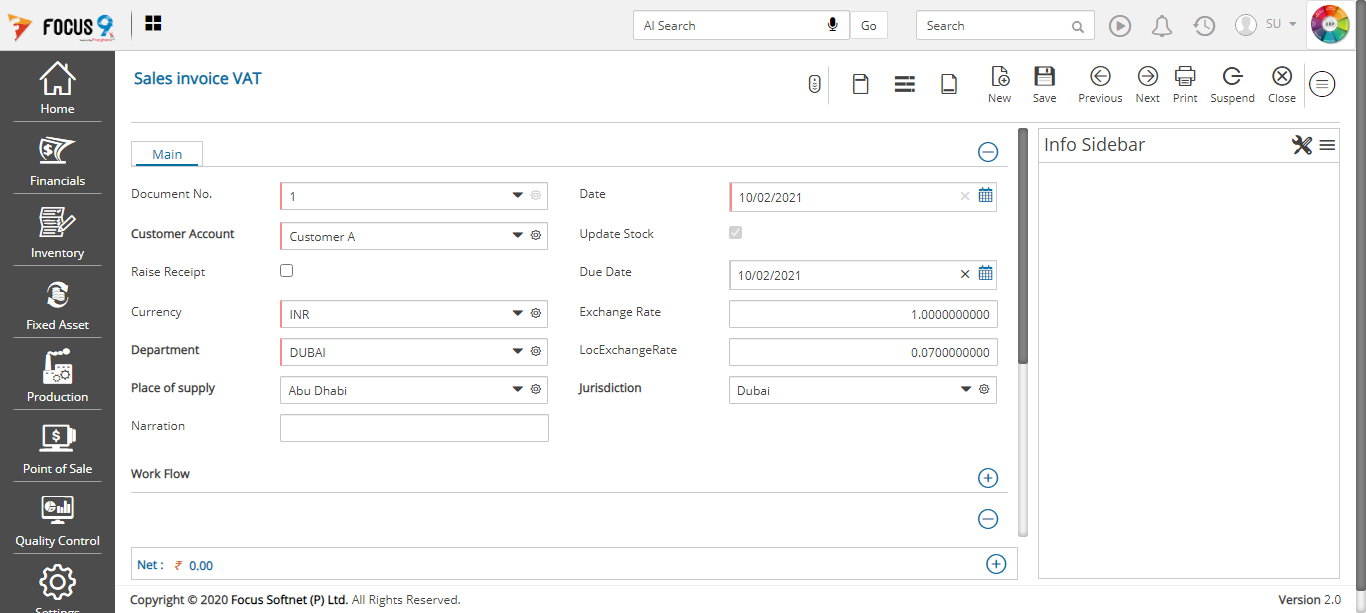 FOCUS 9
AI Search
Go
Search
SU
ERP
Home
Financials
Inventory
Fixed Asset
Production
Point of Sale
Quality Control
Settings
Sales invoice VAT
New
Save
Previous
Next
Print
Suspend
Close
Main
Document No.
1
Date
10/02/2021
Customer Account
Customer A
Update Stock
Raise Receipt
Due Date
10/02/2021
Currency
INR
Exchange Rate
1.0000000000
Department
DUBAI
LocExchangeRate
0.0700000000
Place of supply
Abu Dhabi
Jurisdiction
Dubai
Narration
Work Flow
Net : ₹ 0.00
Info Sidebar
Copyright © 2020 Focus Softnet (P) Ltd. All Rights Reserved.
Version 2.0